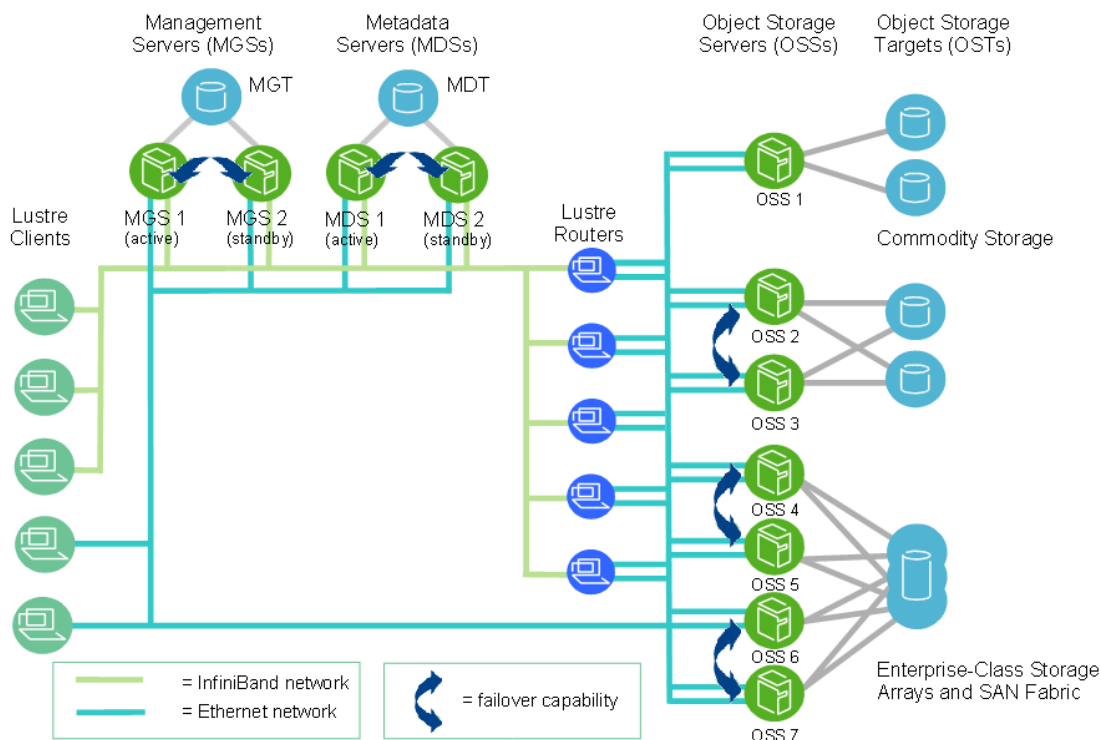 Management
Servers (MGSs)
Metadata
Servers (MDSs)
Object Storage
Servers (OSSs)
Object Storage
Targets (OSTs)
MGT
MDT
OSS 1
Lustre
Clients
MGS 1
(active)
MGS 2
(standby)
MDS 1
(active)
MDS 2
(standby)
Lustre
Routers
Commodity Storage
OSS 2
OSS 3
OSS 4
OSS 5
OSS 6
OSS 7
Enterprise-Class Storage
Arrays and SAN Fabric
= InfiniBand network
= Ethernet network
= failover capability